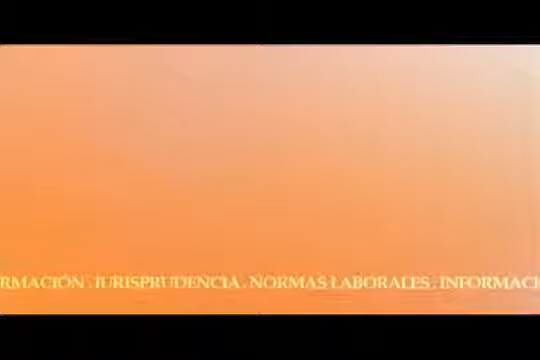 RMACIÓN . JURISPRUDENCIA . NORMAS LABORALES . INFORMACI